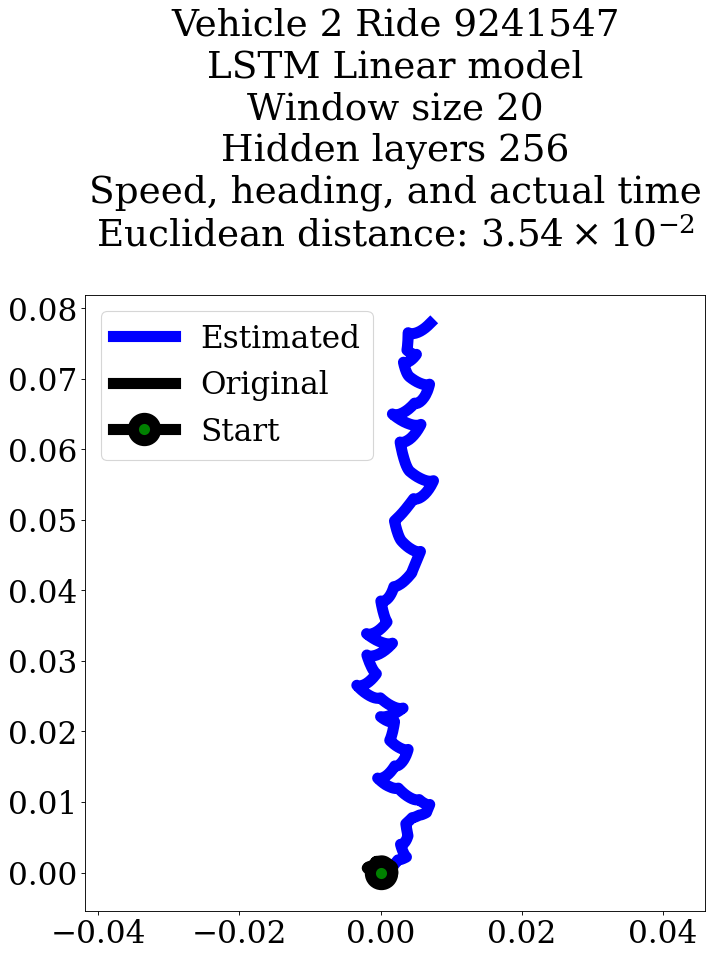 Vehicle 2 Ride 9241547
LSTM Linear model
Window size 20
Hidden layers 256
Speed, heading, and actual time
Euclidean distance: 3.54 × 10⁻²
Estimated
Original
Start
0.08
0.07
0.06
0.05
0.04
0.03
0.02
0.01
0.00
−0.04 −0.02 0.00 0.02 0.04